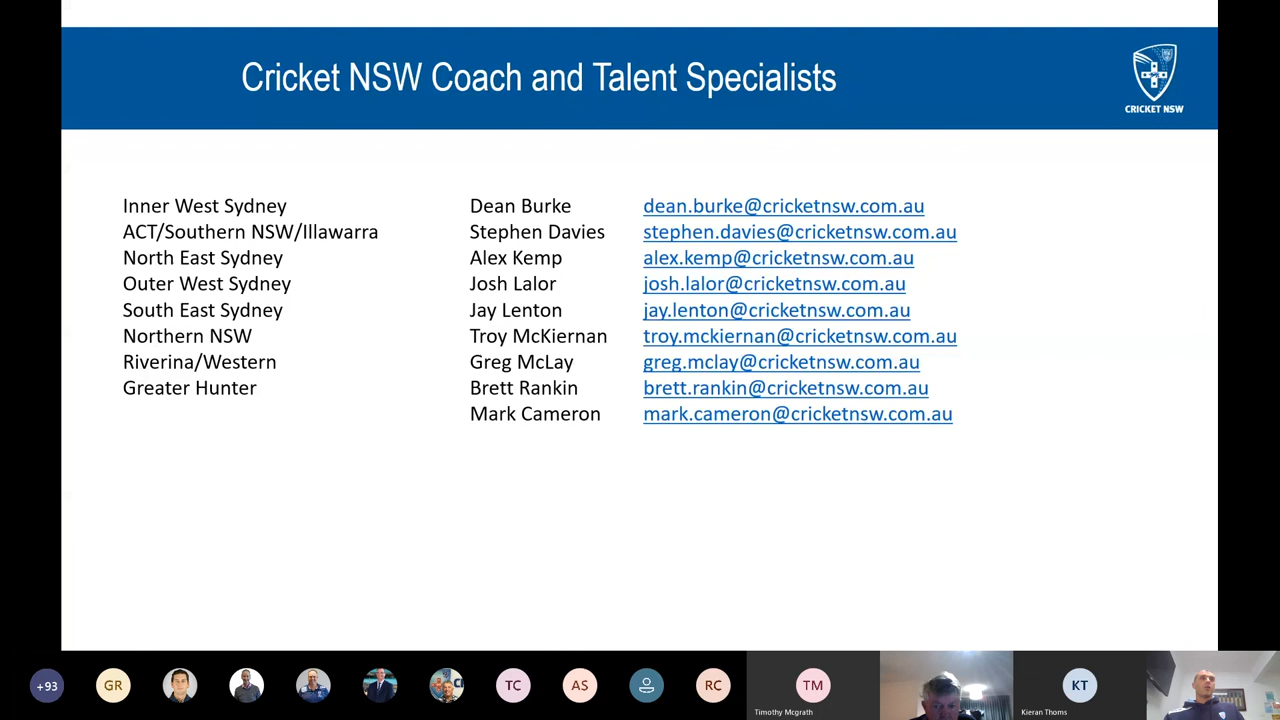 Cricket NSW Coach and Talent Specialists
CRICKET NSW
Inner West Sydney Dean Burke dean.burke@cricketnsw.com.au
ACT/Southern NSW/Illawarra Stephen Davies stephen.davies@cricketnsw.com.au
North East Sydney Alex Kemp alex.kemp@cricketnsw.com.au
Outer West Sydney Josh Lalor josh.lalor@cricketnsw.com.au
South East Sydney Jay Lenton jay.lenton@cricketnsw.com.au
Northern NSW Troy McKiernan troy.mckiernan@cricketnsw.com.au
Riverina/Western Greg McLay greg.mclay@cricketnsw.com.au
Greater Hunter Brett Rankin brett.rankin@cricketnsw.com.au
Mark Cameron mark.cameron@cricketnsw.com.au
+93 GR TC AS RC TM KT
Timothy Mcgrath Kieran Thoms